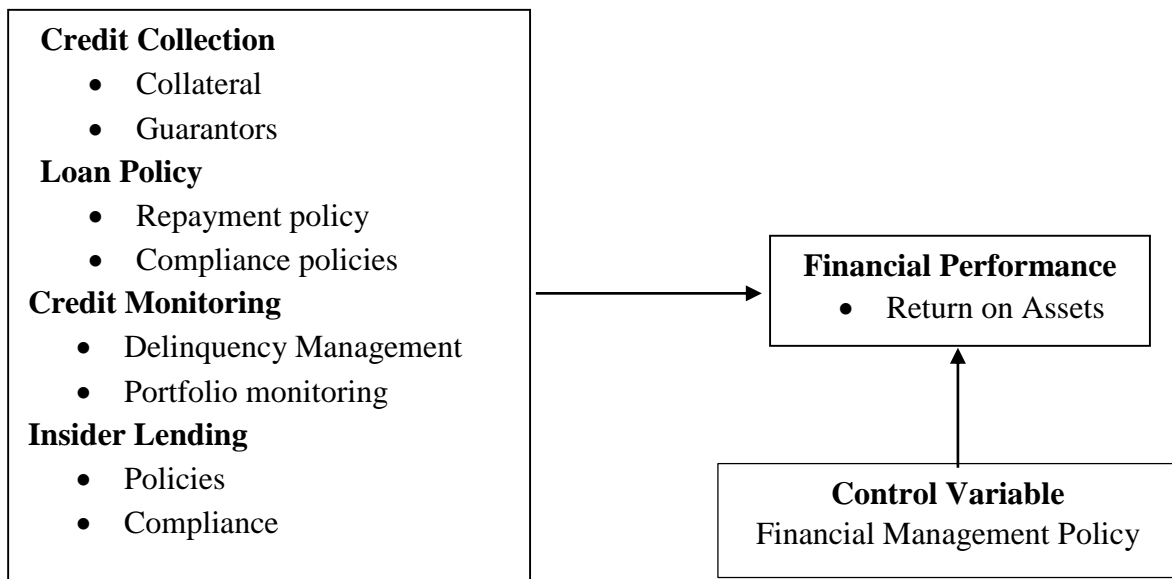 Credit Collection
• Collateral
• Guarantors
Loan Policy
• Repayment policy
• Compliance policies
Credit Monitoring
• Delinquency Management
• Portfolio monitoring
Insider Lending
• Policies
• Compliance
Financial Performance
• Return on Assets
Control Variable
Financial Management Policy